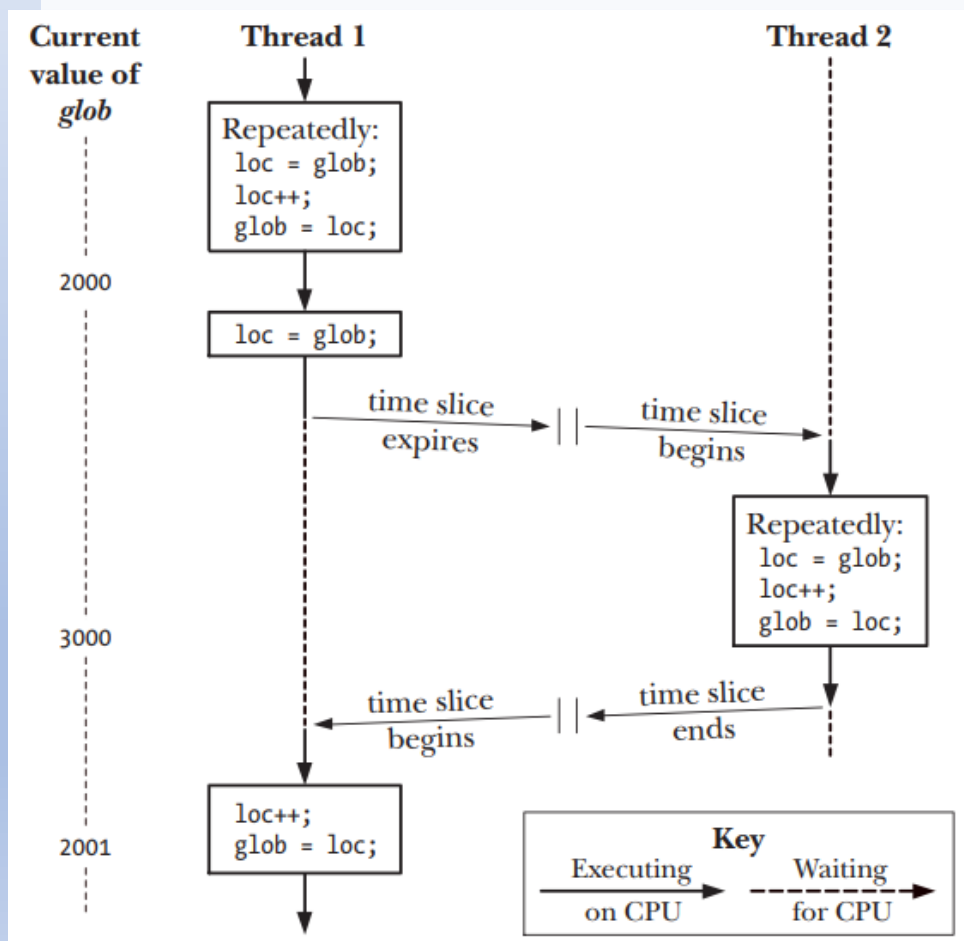 Current
value of
glob
Thread 1
Thread 2
Repeatedly:
loc = glob;
loc++;
glob = loc;
2000
loc = glob;
time slice
expires
time slice
begins
Repeatedly:
loc = glob;
loc++;
glob = loc;
3000
time slice
begins
time slice
ends
loc++;
glob = loc;
2001
Key
Executing
on CPU
Waiting
for CPU